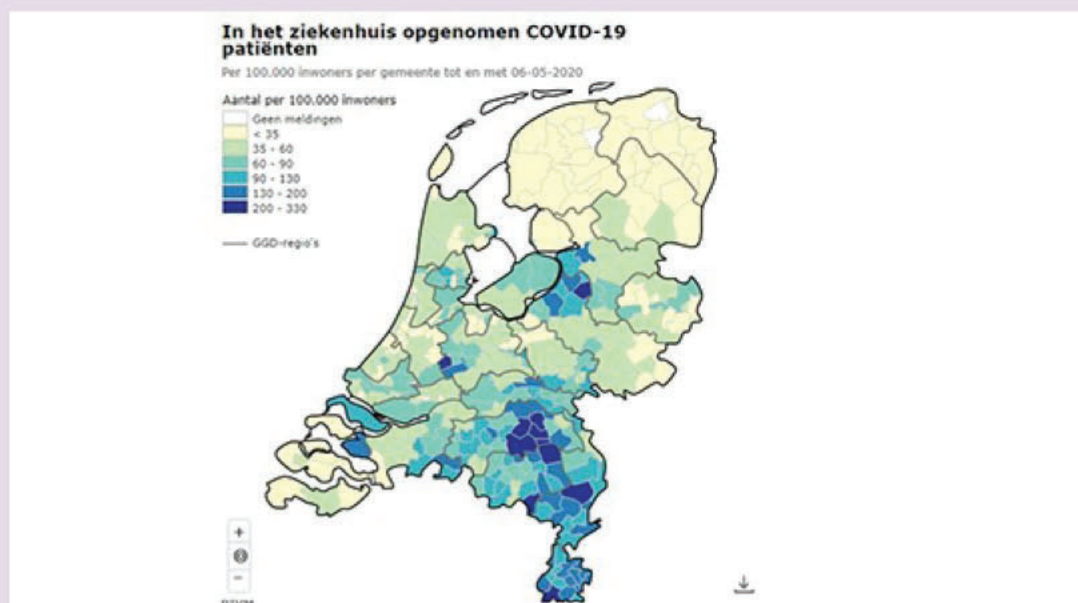 In het ziekenhuis opgenomen COVID-19
patiënten
Per 100.000 inwoners per gemeente tot en met 06-05-2020
Aantal per 100.000 inwoners
Geen meldingen
< 35
35 - 60
60 - 90
90 - 130
130 - 200
200 - 330
GGD-regio's
+
−